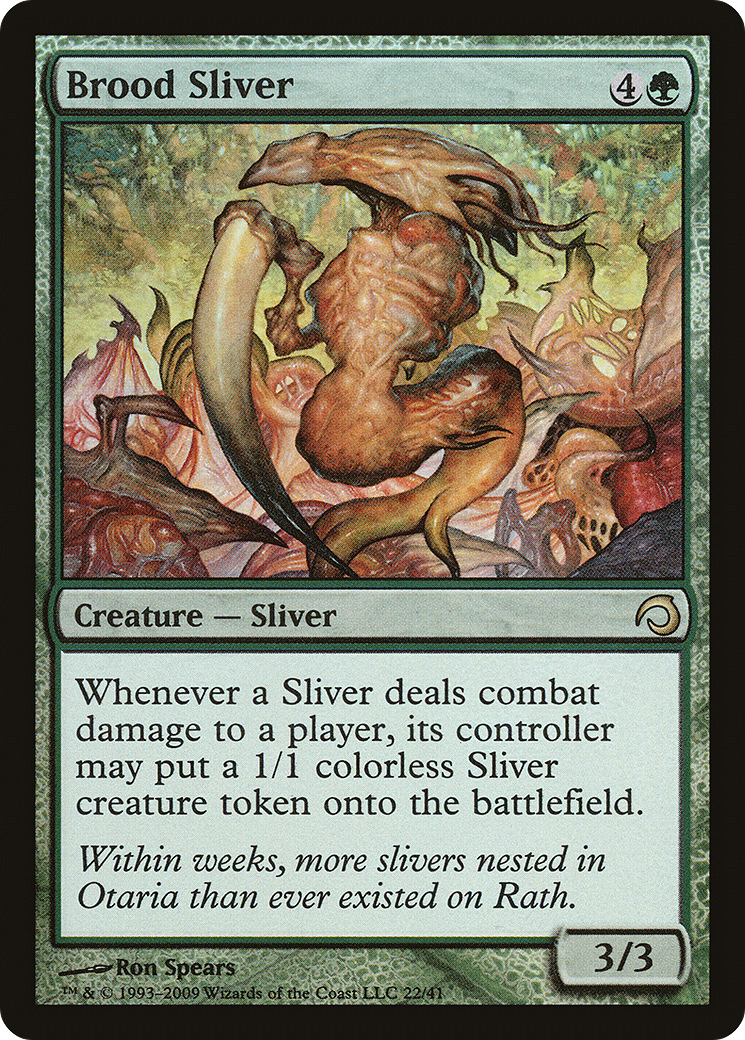 Brood Sliver 4
Creature — Sliver
Whenever a Sliver deals combat
damage to a player, its controller
may put a 1/1 colorless Sliver
creature token onto the battlefield.
Within weeks, more slivers nested in
Otaria than ever existed on Rath.
3/3
Ron Spears
™ & © 1993–2009 Wizards of the Coast LLC 22/41